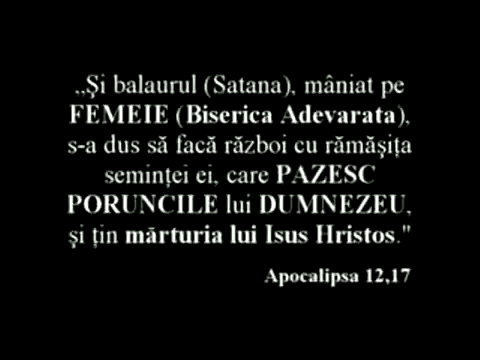 „Şi balaurul (Satana), mâniat pe
FEMEIE (Biserica Adevarata),
s-a dus să facă război cu rămăşiţa
seminţei ei, care PAZESC
PORUNCILE lui DUMNEZEU,
şi ţin mărturia lui Isus Hristos."
Apocalipsa 12,17